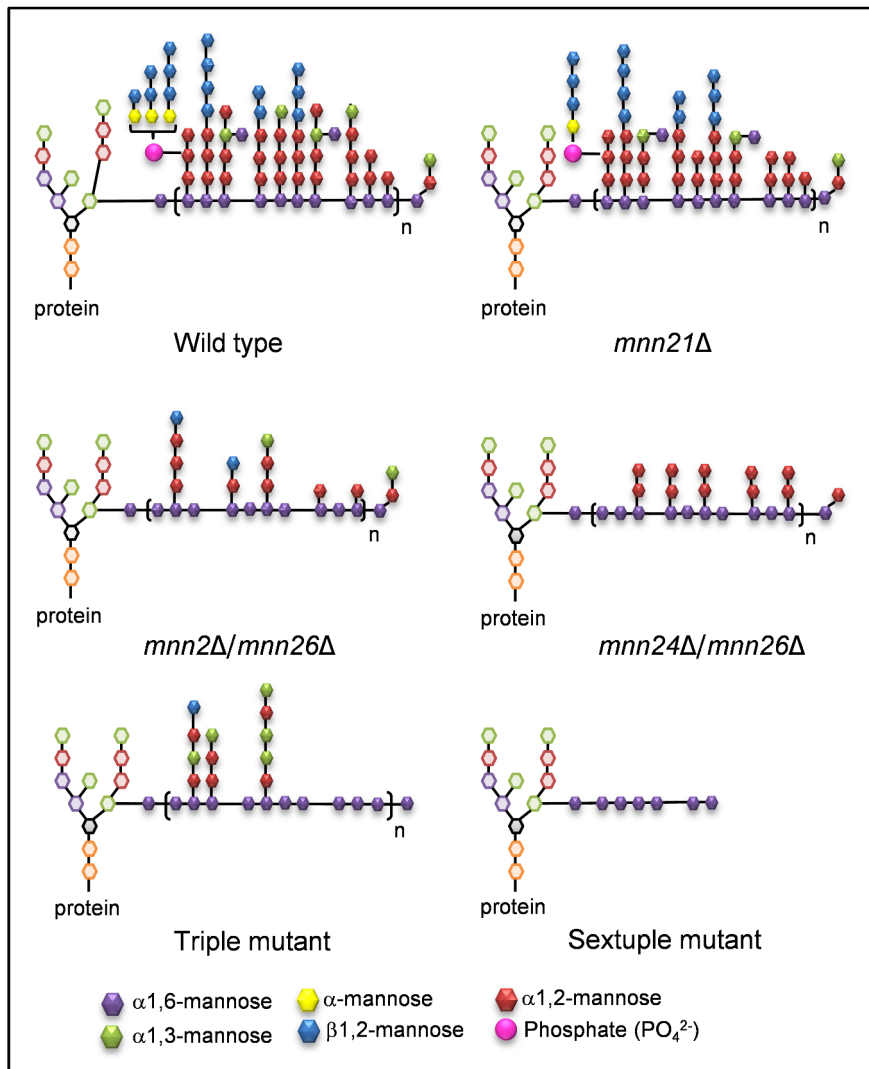 n
n
protein
protein
Wild type
mnn21Δ
n
n
protein
protein
mnn2Δ/mnn26Δ
mnn24Δ/mnn26Δ
n
protein
protein
Triple mutant
Sextuple mutant
α1,6-mannose
α-mannose
α1,2-mannose
α1,3-mannose
β1,2-mannose
Phosphate (PO₄²⁻)